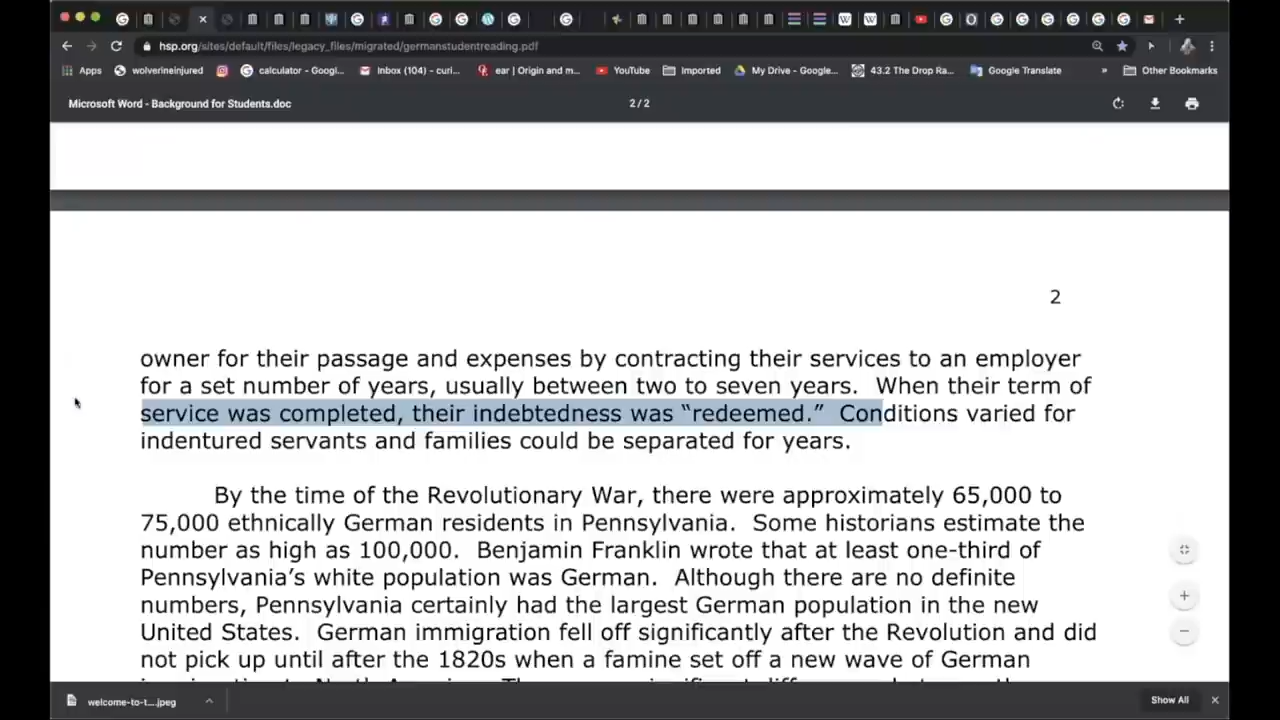 hsp.org/sites/default/files/legacy_files/migrated/germanstudentreading.pdf
Apps
wolverineinjured
calculator - Googl...
Inbox (104) - curi...
ear | Origin and m...
YouTube
Imported
My Drive - Google...
43.2 The Drop Ra...
Google Translate
»
Other Bookmarks
Microsoft Word - Background for Students.doc
2 / 2
2
owner for their passage and expenses by contracting their services to an employer
for a set number of years, usually between two to seven years. When their term of
service was completed, their indebtedness was “redeemed.” Conditions varied for
indentured servants and families could be separated for years.
By the time of the Revolutionary War, there were approximately 65,000 to
75,000 ethnically German residents in Pennsylvania. Some historians estimate the
number as high as 100,000. Benjamin Franklin wrote that at least one-third of
Pennsylvania’s white population was German. Although there are no definite
numbers, Pennsylvania certainly had the largest German population in the new
United States. German immigration fell off significantly after the Revolution and did
not pick up until after the 1820s when a famine set off a new wave of German
welcome-to-t....jpeg
Show All